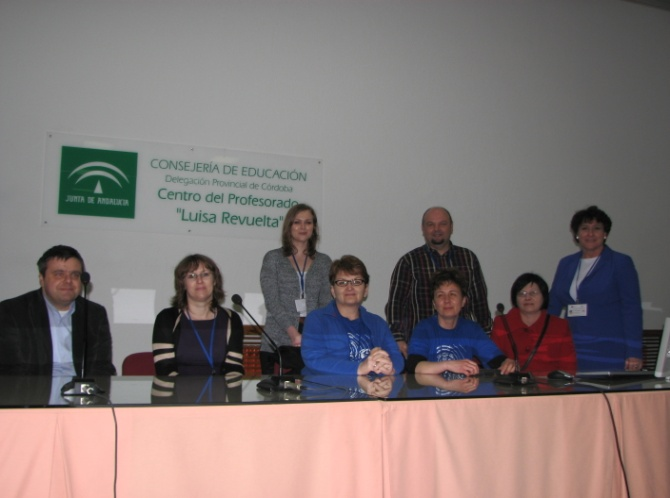 JUNTA DE ANDALUCIA
CONSEJERÍA DE EDUCACIÓN
Delegación Provincial de Córdoba
Centro del Profesorado
"Luisa Revuelta"